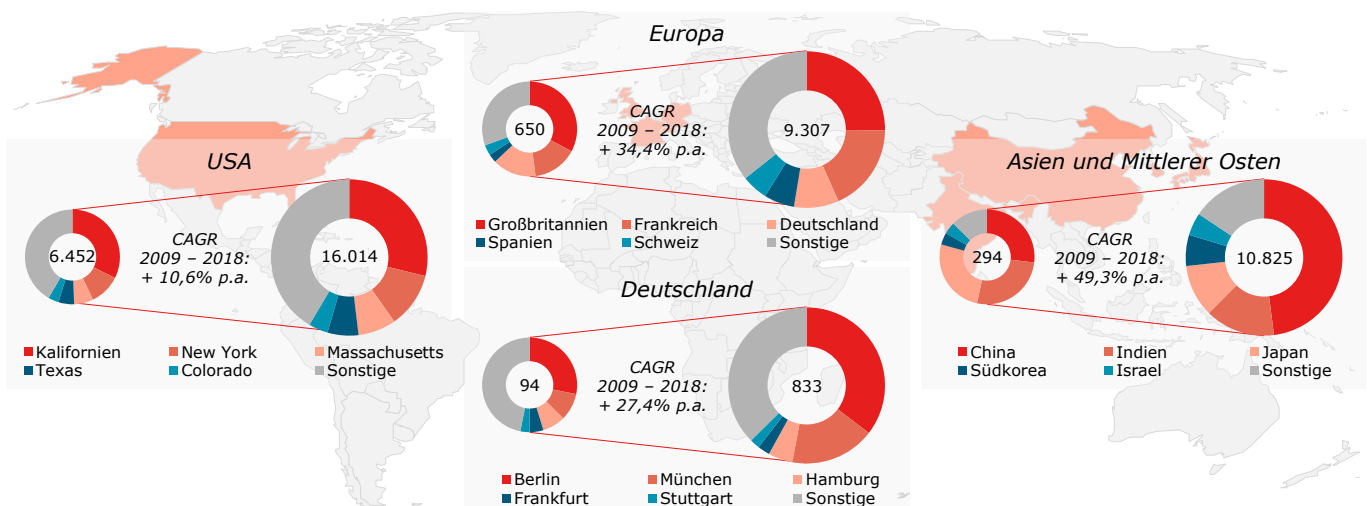 USA
6.452
CAGR
2009 – 2018:
+ 10,6% p.a.
16.014
Kalifornien New York Massachusetts
Texas Colorado Sonstige
Europa
650
CAGR
2009 – 2018:
+ 34,4% p.a.
9.307
Großbritannien Frankreich Deutschland
Spanien Schweiz Sonstige
Deutschland
94
CAGR
2009 – 2018:
+ 27,4% p.a.
833
Berlin München Hamburg
Frankfurt Stuttgart Sonstige
Asien und Mittlerer Osten
294
CAGR
2009 – 2018:
+ 49,3% p.a.
10.825
China Indien Japan
Südkorea Israel Sonstige